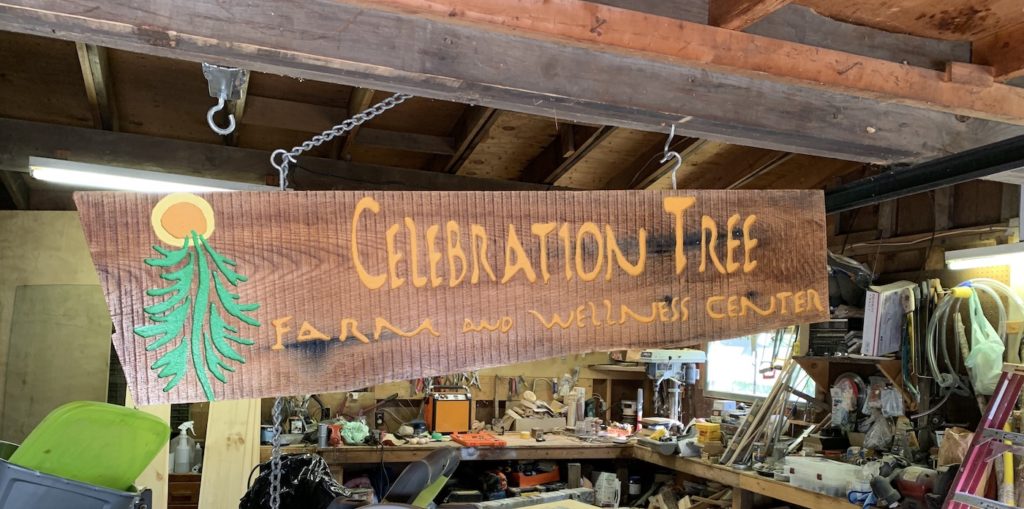 CELEBRATION TREE
FARM AND WELLNESS CENTER